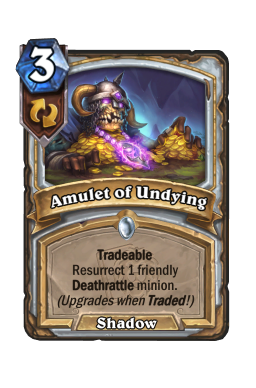 3
Amulet of Undying
Tradeable
Resurrect 1 friendly
Deathrattle minion.
(Upgrades when Traded!)
Shadow